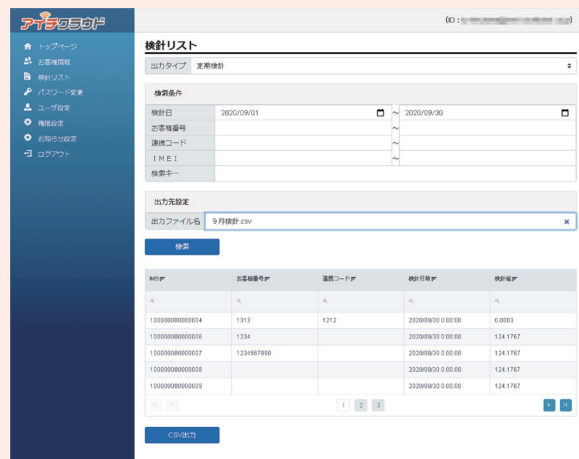 アイチクラウド
(ID :
トップページ
お客様情報
検針リスト
パスワード変更
ユーザ設定
権限設定
お知らせ設定
ログアウト
検針リスト
出力タイプ 定期検針
検索条件
検針日 2020/09/01 ~ 2020/09/30
お客様番号 ~
連携コード ~
IMEI ~
検索キー
出力先設定
出力ファイル名 9月検針.csv
検索
IMEI お客様番号 連携コード 検針日時 検針値
100000000000004 1313 1212 2020/09/30 0:00:00 0.0003
100000000000006 1234 2020/09/30 0:00:00 124.1767
100000000000007 1234567890 2020/09/30 0:00:00 124.1767
100000000000008 2020/09/30 0:00:00 124.1767
100000000000009 2020/09/30 0:00:00 124.1767
1 2 3
CSV出力